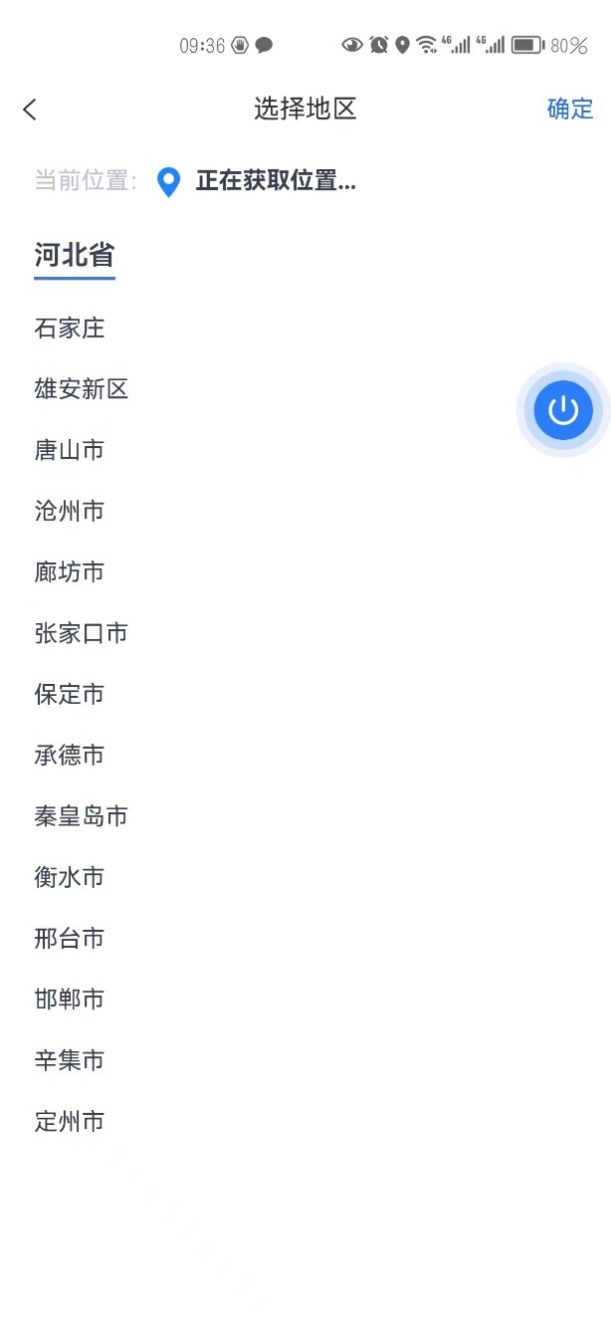 09:36 4G 4G 80%
选择地区 确定
当前位置: 正在获取位置...
河北省
石家庄
雄安新区
唐山市
沧州市
廊坊市
张家口市
保定市
承德市
秦皇岛市
衡水市
邢台市
邯郸市
辛集市
定州市